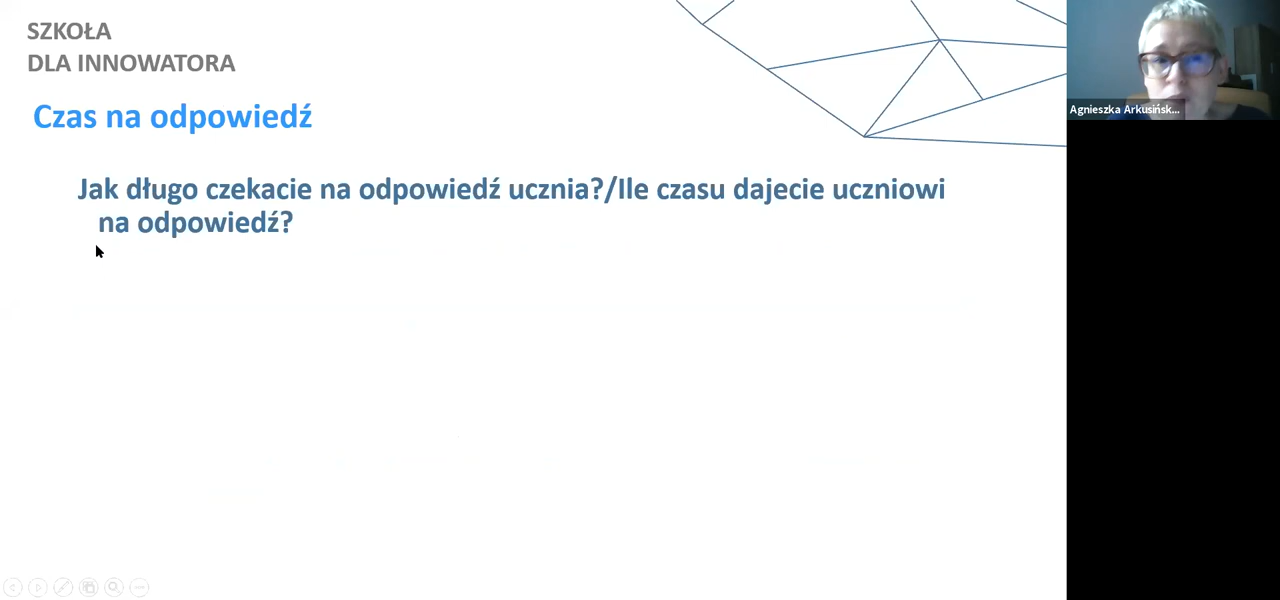 SZKOŁA
DLA INNOWATORA
Czas na odpowiedź
Jak długo czekacie na odpowiedź ucznia?/Ile czasu dajecie uczniowi
na odpowiedź?
Agnieszka Arkusińsk...